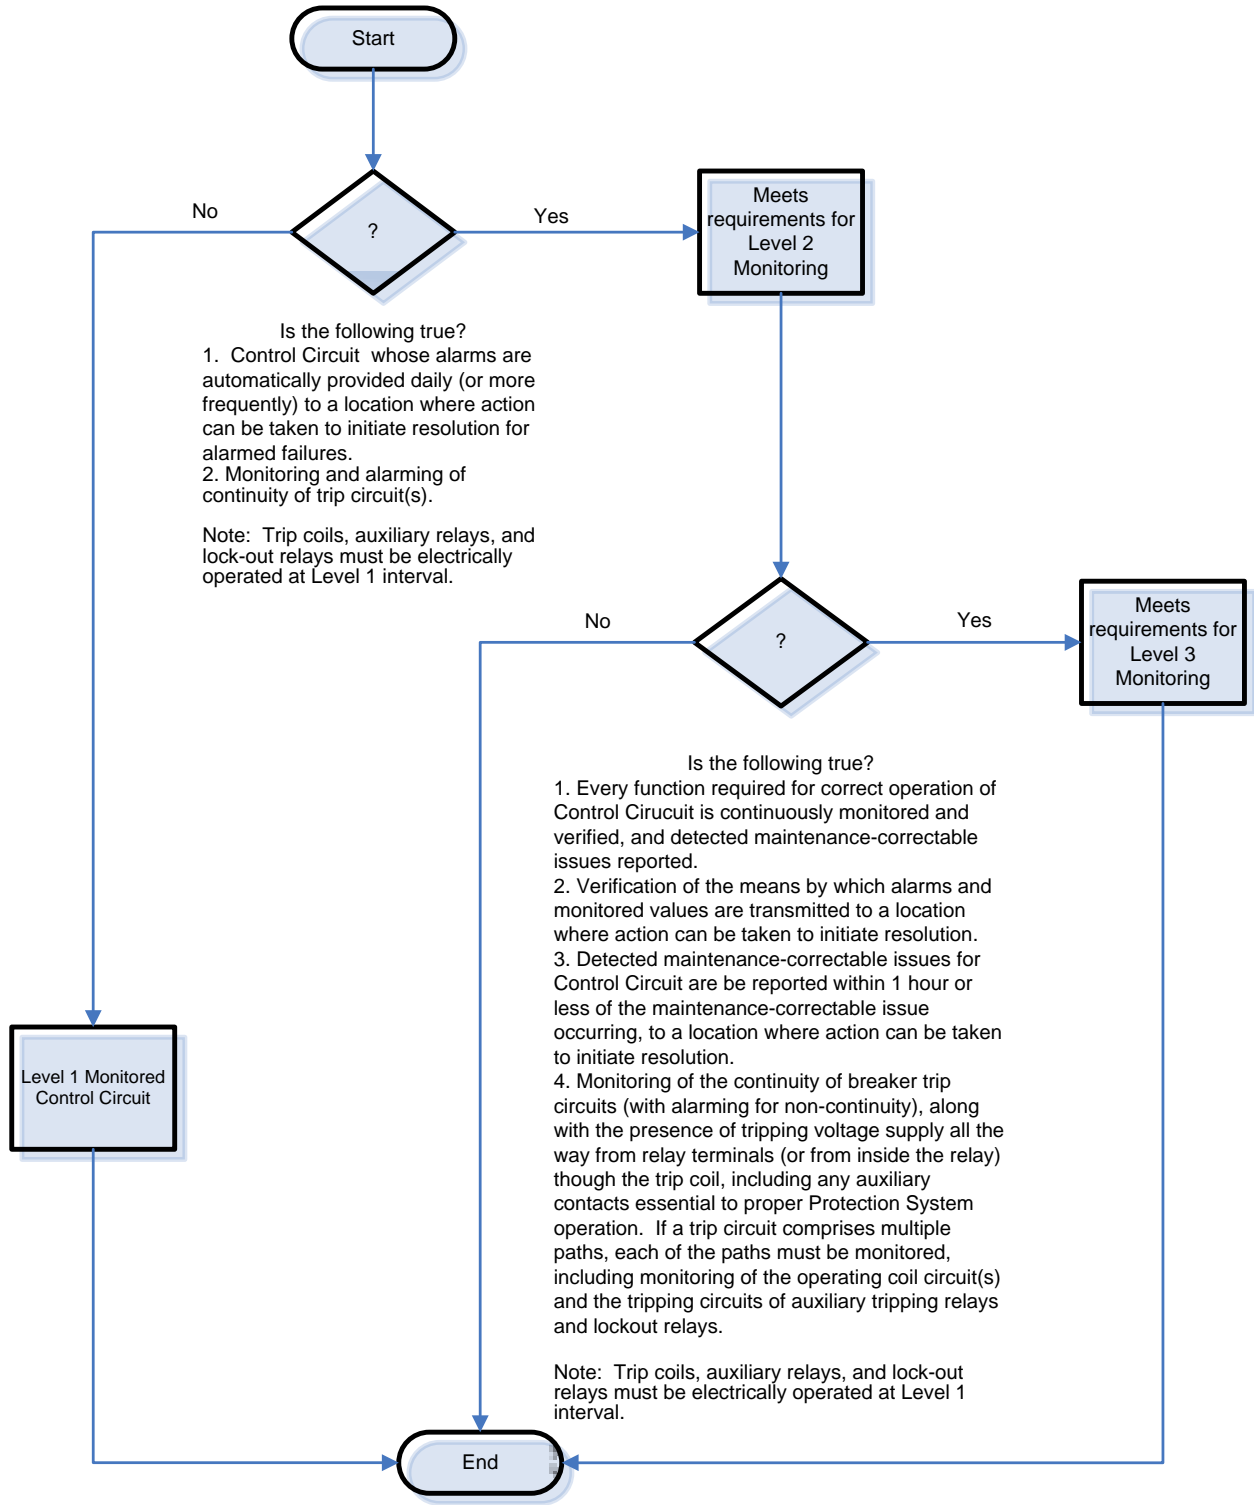 Start
No
?
Yes
Meets
requirements for
Level 2
Monitoring
Is the following true?
1.  Control Circuit  whose alarms are
automatically provided daily (or more
frequently) to a location where action
can be taken to initiate resolution for
alarmed failures.
2. Monitoring and alarming of
continuity of trip circuit(s).
Note:  Trip coils, auxiliary relays, and
lock-out relays must be electrically
operated at Level 1 interval.
No
?
Yes
Meets
requirements for
Level 3
Monitoring
Is the following true?
1. Every function required for correct operation of
Control Cirucuit is continuously monitored and
verified, and detected maintenance-correctable
issues reported.
2. Verification of the means by which alarms and
monitored values are transmitted to a location
where action can be taken to initiate resolution.
3. Detected maintenance-correctable issues for
Control Circuit are be reported within 1 hour or
less of the maintenance-correctable issue
occurring, to a location where action can be taken
to initiate resolution.
4. Monitoring of the continuity of breaker trip
circuits (with alarming for non-continuity), along
with the presence of tripping voltage supply all the
way from relay terminals (or from inside the relay)
though the trip coil, including any auxiliary
contacts essential to proper Protection System
operation.  If a trip circuit comprises multiple
paths, each of the paths must be monitored,
including monitoring of the operating coil circuit(s)
and the tripping circuits of auxiliary tripping relays
and lockout relays.
Note:  Trip coils, auxiliary relays, and lock-out
relays must be electrically operated at Level 1
interval.
Level 1 Monitored
Control Circuit
End